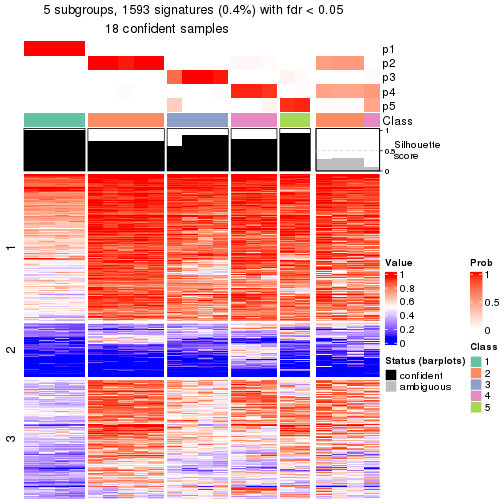 5 subgroups, 1593 signatures (0.4%) with fdr < 0.05
18 confident samples
p1
p2
p3
p4
p5
Class
1
0.5
0
Silhouette
score
1
2
3
Value
1
0.8
0.6
0.4
0.2
0
Prob
1
0.5
0
Status (barplots)
confident
ambiguous
Class
1
2
3
4
5